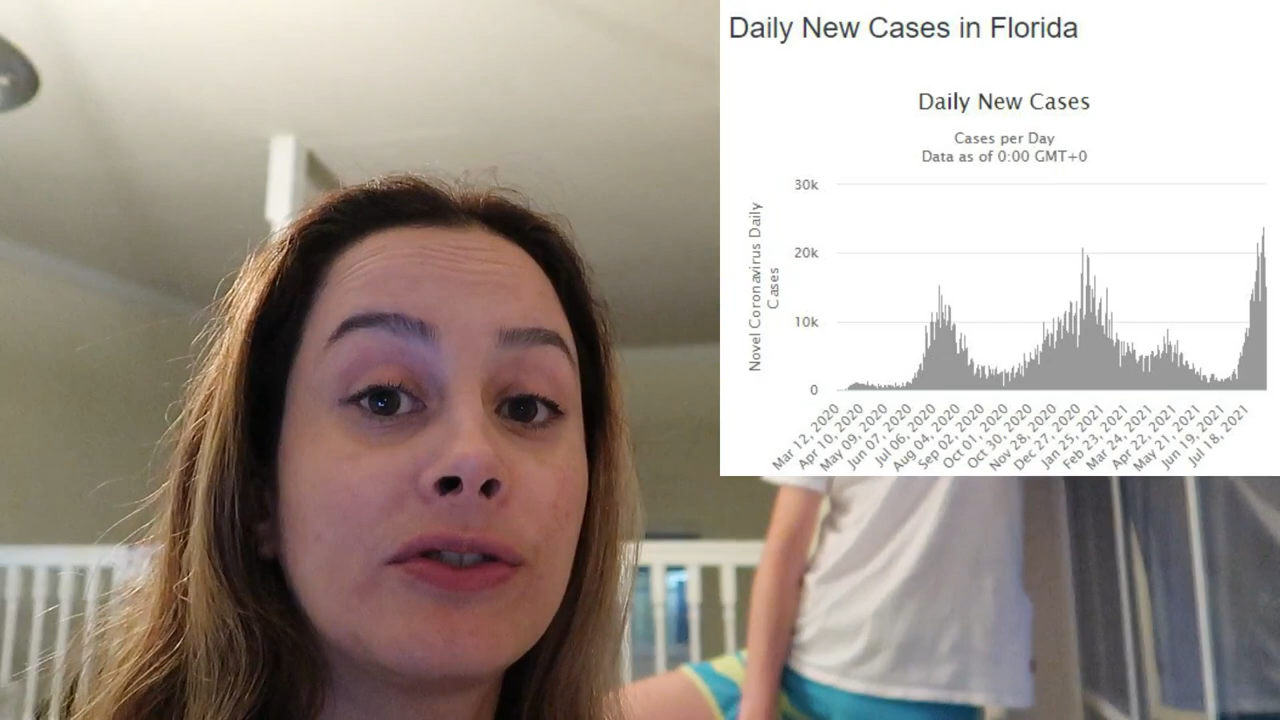 Daily New Cases in Florida
Daily New Cases
Cases per Day
Data as of 0:00 GMT+0
Novel Coronavirus Daily
Cases
30k
20k
10k
0
Mar 12, 2020
Apr 10, 2020
May 09, 2020
Jun 07, 2020
Jul 06, 2020
Aug 04, 2020
Sep 02, 2020
Oct 01, 2020
Oct 30, 2020
Nov 28, 2020
Dec 27, 2020
Jan 25, 2021
Feb 23, 2021
Mar 24, 2021
Apr 22, 2021
May 21, 2021
Jun 19, 2021
Jul 18, 2021